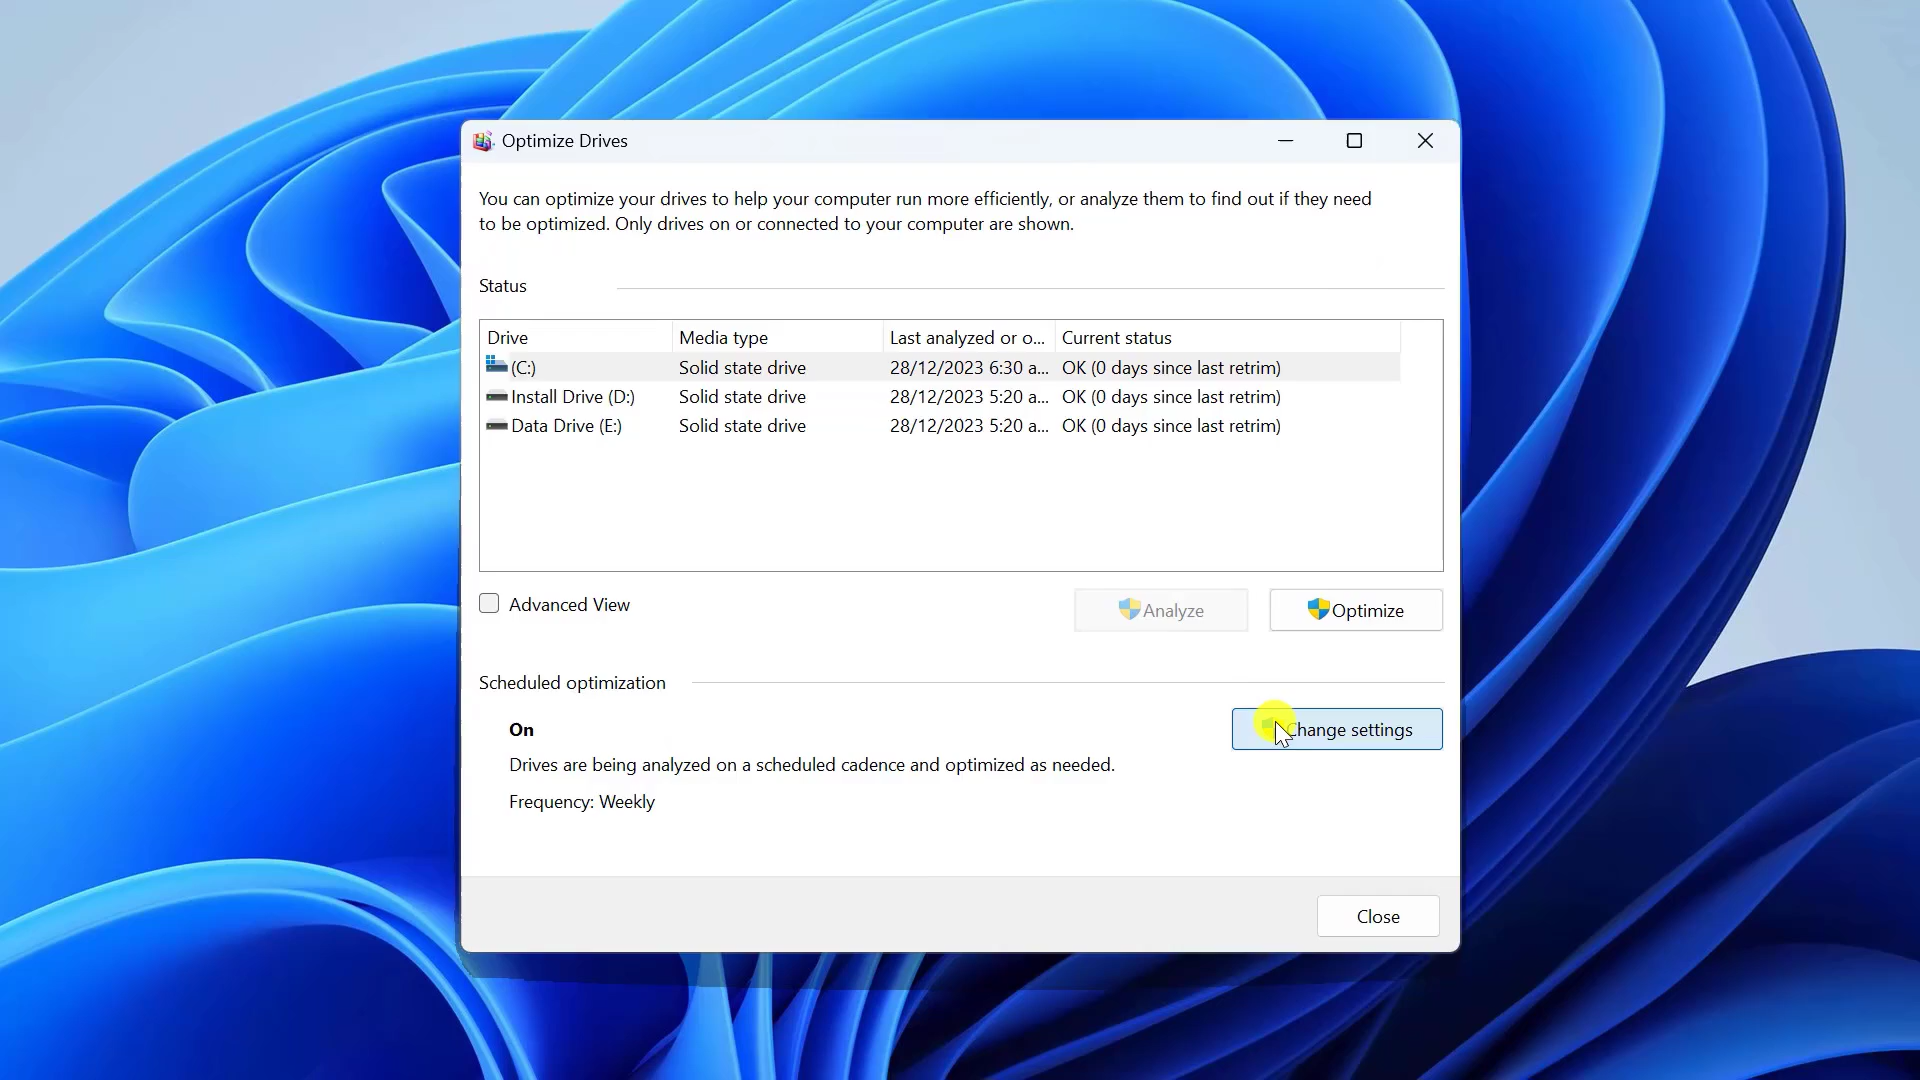 Optimize Drives
You can optimize your drives to help your computer run more efficiently, or analyze them to find out if they need
to be optimized. Only drives on or connected to your computer are shown.
Status
Drive Media type Last analyzed or o... Current status
(C:) Solid state drive 28/12/2023 6:30 a... OK (0 days since last retrim)
Install Drive (D:) Solid state drive 28/12/2023 5:20 a... OK (0 days since last retrim)
Data Drive (E:) Solid state drive 28/12/2023 5:20 a... OK (0 days since last retrim)
Advanced View Analyze Optimize
Scheduled optimization
On Change settings
Drives are being analyzed on a scheduled cadence and optimized as needed.
Frequency: Weekly
Close